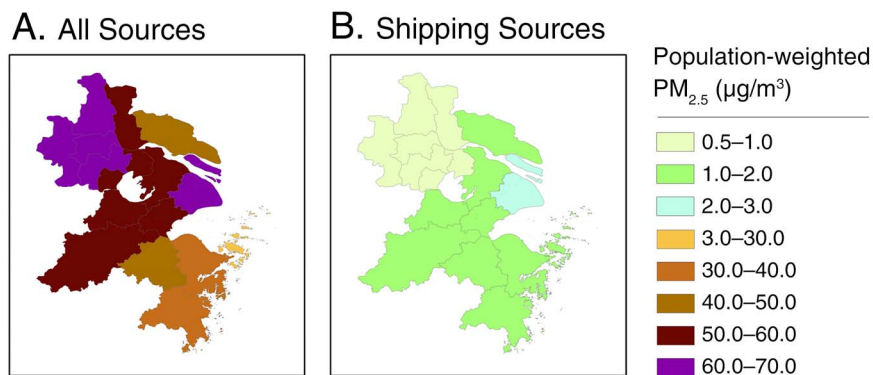 A. All Sources
B. Shipping Sources
Population-weighted
PM2.5 (µg/m³)
0.5–1.0
1.0–2.0
2.0–3.0
3.0–30.0
30.0–40.0
40.0–50.0
50.0–60.0
60.0–70.0